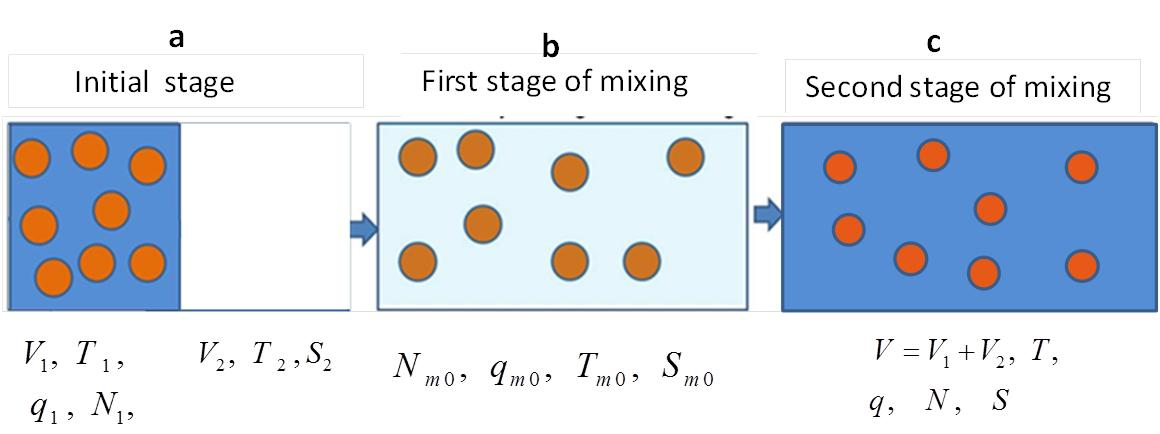 a
Initial stage
b
First stage of mixing
c
Second stage of mixing
V₁, T₁,
q₁, N₁,
V₂, T₂, S₂
Nₘ₀, qₘ₀, Tₘ₀, Sₘ₀
V = V₁ + V₂, T,
q, N, S